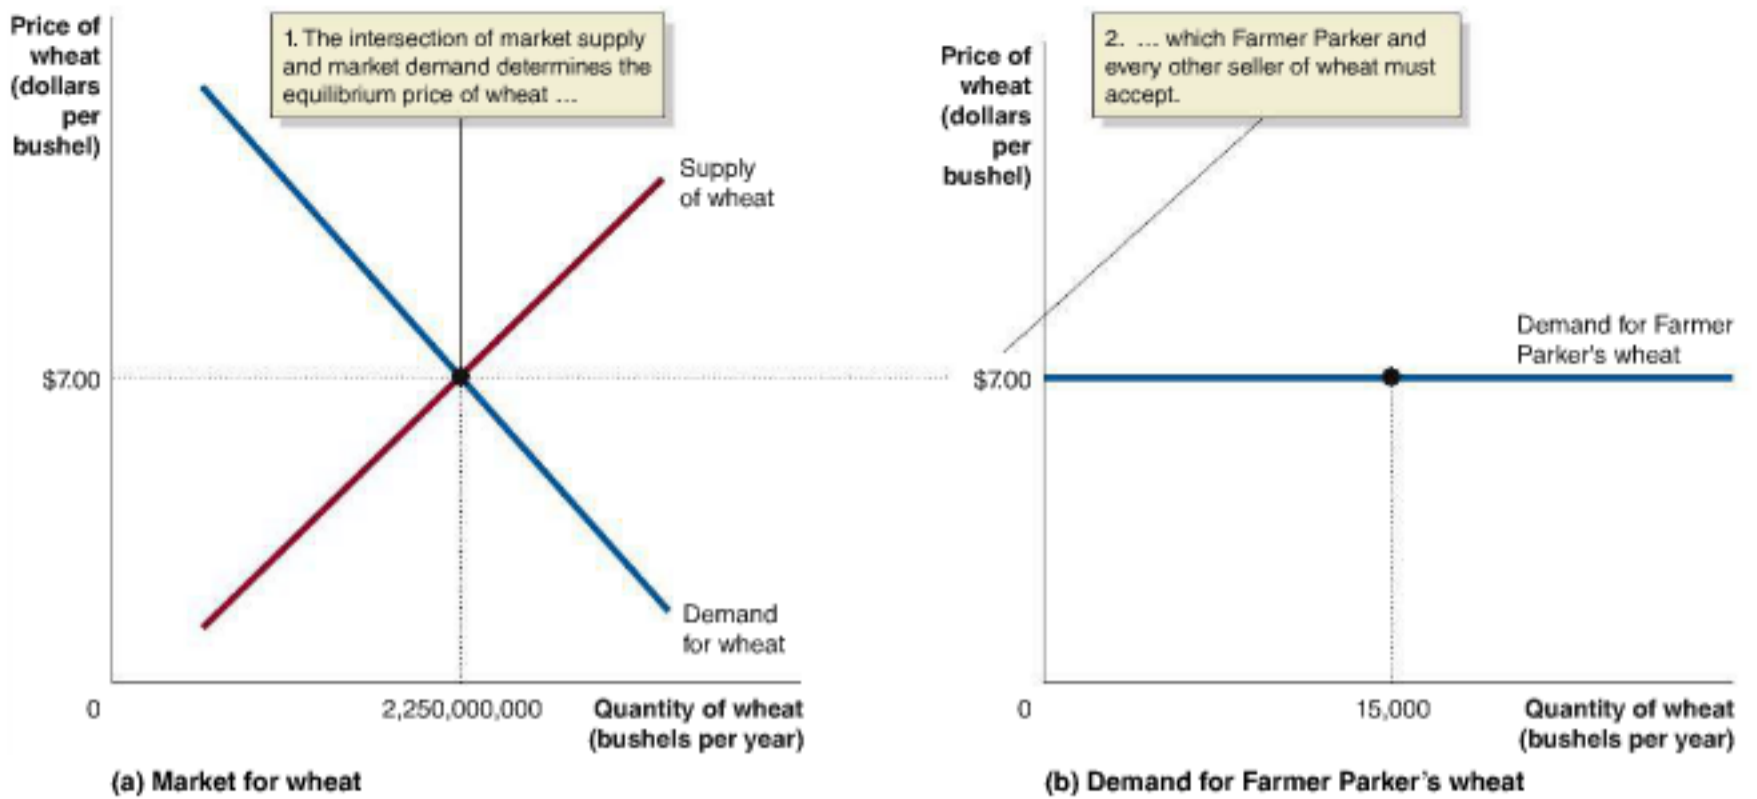 Price of
wheat
(dollars
per
bushel)
1. The intersection of market supply
and market demand determines the
equilibrium price of wheat ...
Supply
of wheat
$7.00
Demand
for wheat
0
2,250,000,000
Quantity of wheat
(bushels per year)
(a) Market for wheat
Price of
wheat
(dollars
per
bushel)
2. ... which Farmer Parker and
every other seller of wheat must
accept.
Demand for Farmer
Parker's wheat
$7.00
0
15,000
Quantity of wheat
(bushels per year)
(b) Demand for Farmer Parker's wheat